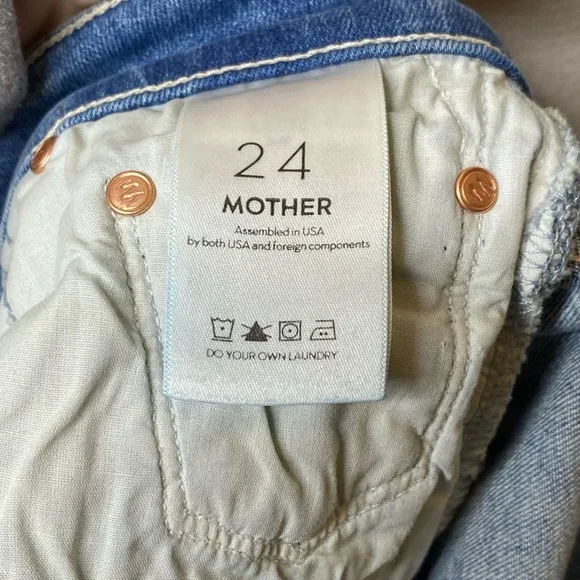 24
MOTHER
Assembled in USA
by both USA and foreign components
DO YOUR OWN LAUNDRY